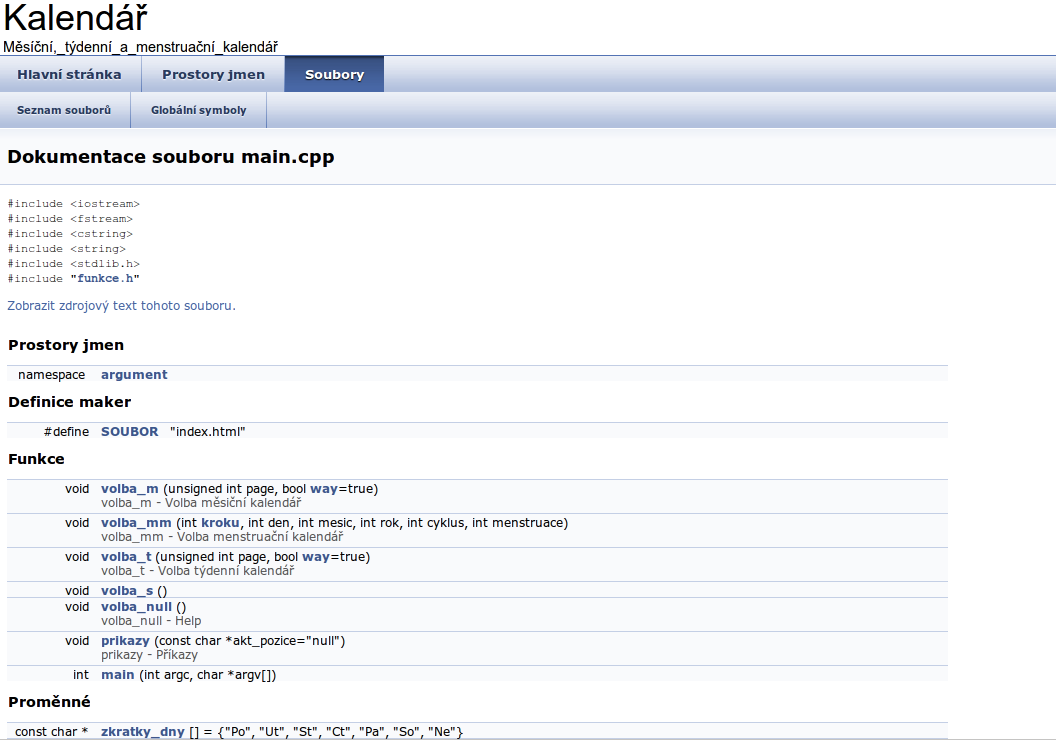 Kalendář
Měsíční,_týdenní_a_menstruační_kalendář
Hlavní stránka Prostory jmen Soubory
Seznam souborů Globální symboly
Dokumentace souboru main.cpp
#include <iostream>
#include <fstream>
#include <cstring>
#include <string>
#include <stdlib.h>
#include "funkce.h"
Zobrazit zdrojový text tohoto souboru.
Prostory jmen
namespace argument
Definice maker
#define SOUBOR "index.html"
Funkce
void volba_m (unsigned int page, bool way=true)
volba_m - Volba měsiční kalendář
void volba_mm (int kroku, int den, int mesic, int rok, int cyklus, int menstruace)
volba_mm - Volba menstruační kalendář
void volba_t (unsigned int page, bool way=true)
volba_t - Volba týdenní kalendář
void volba_s ()
void volba_null ()
volba_null - Help
void prikazy (const char *akt_pozice="null")
prikazy - Příkazy
int main (int argc, char *argv[])
Proměnné
const char * zkratky_dny [] = {"Po", "Ut", "St", "Ct", "Pa", "So", "Ne"}